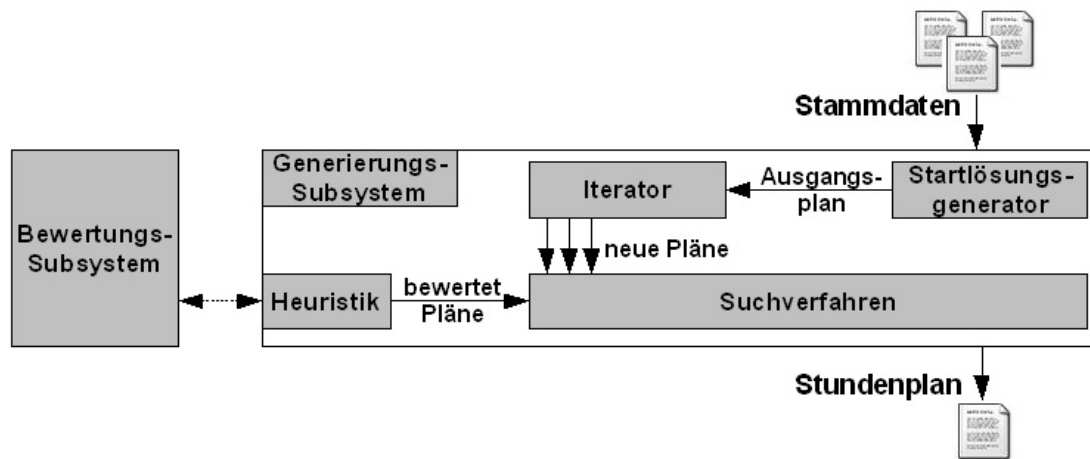 Stammdaten
Generierungs-
Subsystem
Iterator
Ausgangs-
plan
Startlösungs-
generator
Bewertungs-
Subsystem
neue Pläne
Heuristik
bewertet
Pläne
Suchverfahren
Stundenplan